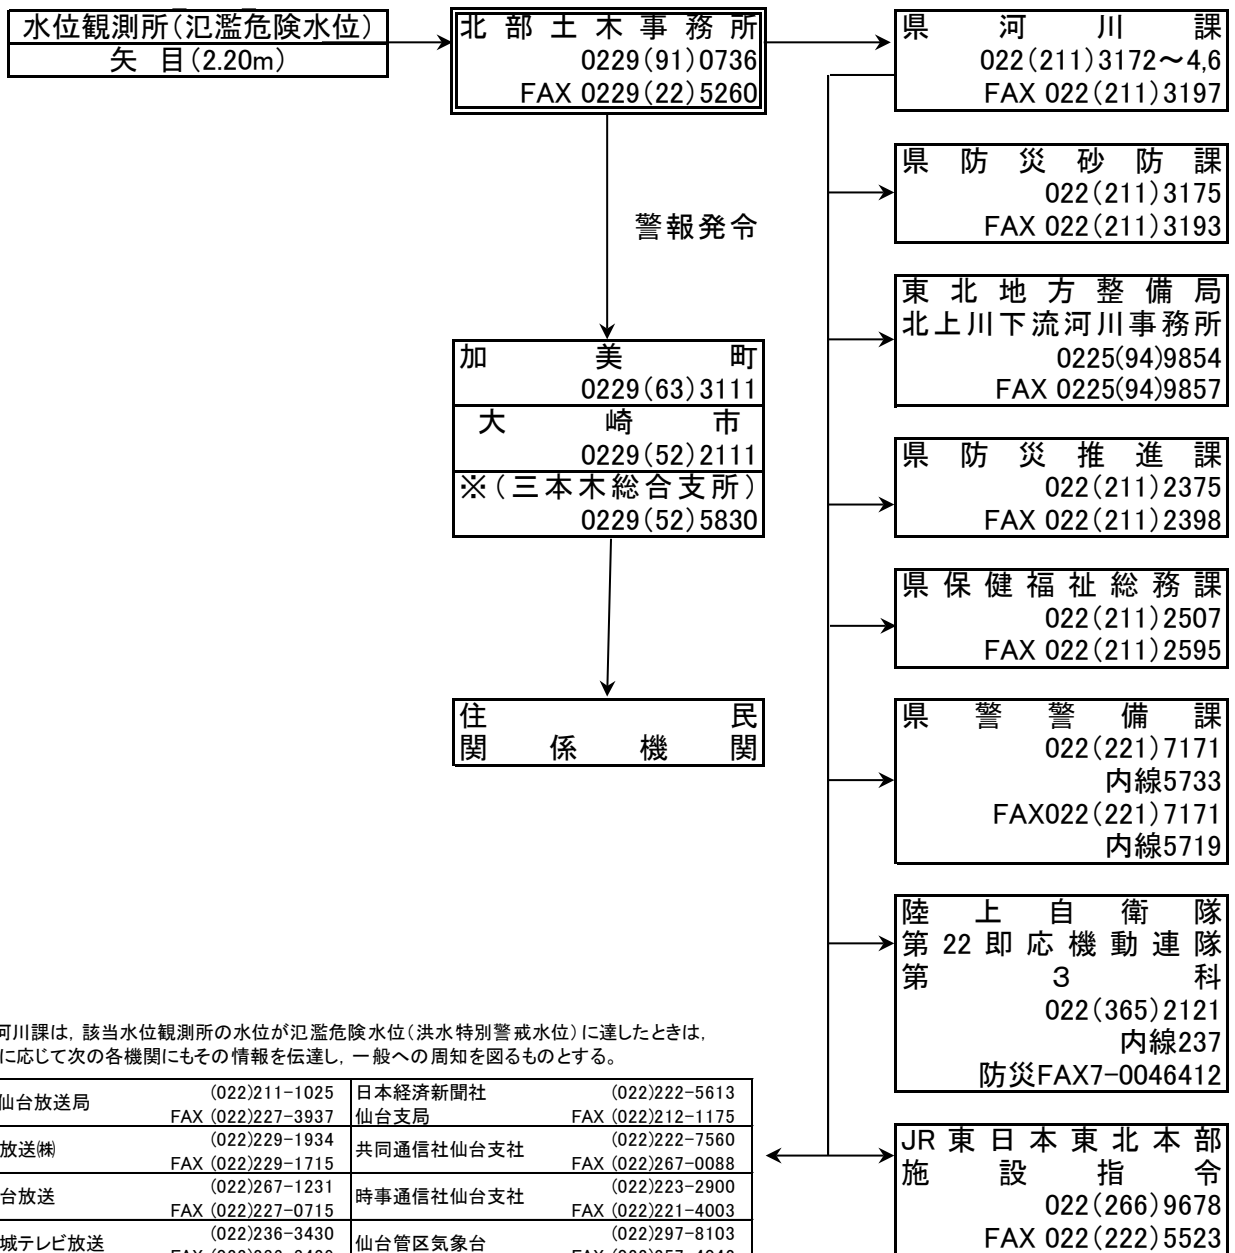 水位観測所(氾濫危険水位)
矢 目(2.20m)
北部土木事務所
0229(91)0736
FAX 0229(22)5260
警報発令
加美町
0229(63)3111
大崎市
0229(52)2111
※(三本木総合支所)
0229(52)5830
住民
関係機関
県河川課
022(211)3172～4,6
FAX 022(211)3197
県防災砂防課
022(211)3175
FAX 022(211)3193
東北地方整備局
北上川下流河川事務所
0225(94)9854
FAX 0225(94)9857
県防災推進課
022(211)2375
FAX 022(211)2398
県保健福祉総務課
022(211)2507
FAX 022(211)2595
県警警備課
022(221)7171
内線5733
FAX022(221)7171
内線5719
陸上自衛隊
第22即応機動連隊
第3科
022(365)2121
内線237
防災FAX7-0046412
JR東日本東北本部
施設指令
022(266)9678
FAX 022(222)5523
河川課は，該当水位観測所の水位が氾濫危険水位(洪水特別警戒水位)に達したときは，
に応じて次の各機関にもその情報を伝達し，一般への周知を図るものとする。
仙台放送局
(022)211-1025
FAX (022)227-3937
日本経済新聞社
仙台支局
(022)222-5613
FAX (022)212-1175
放送㈱
(022)229-1934
FAX (022)229-1715
共同通信社仙台支社
(022)222-7560
FAX (022)267-0088
台放送
(022)267-1231
FAX (022)227-0715
時事通信社仙台支社
(022)223-2900
FAX (022)221-4003
城テレビ放送
(022)236-3430
仙台管区気象台
(022)297-8103